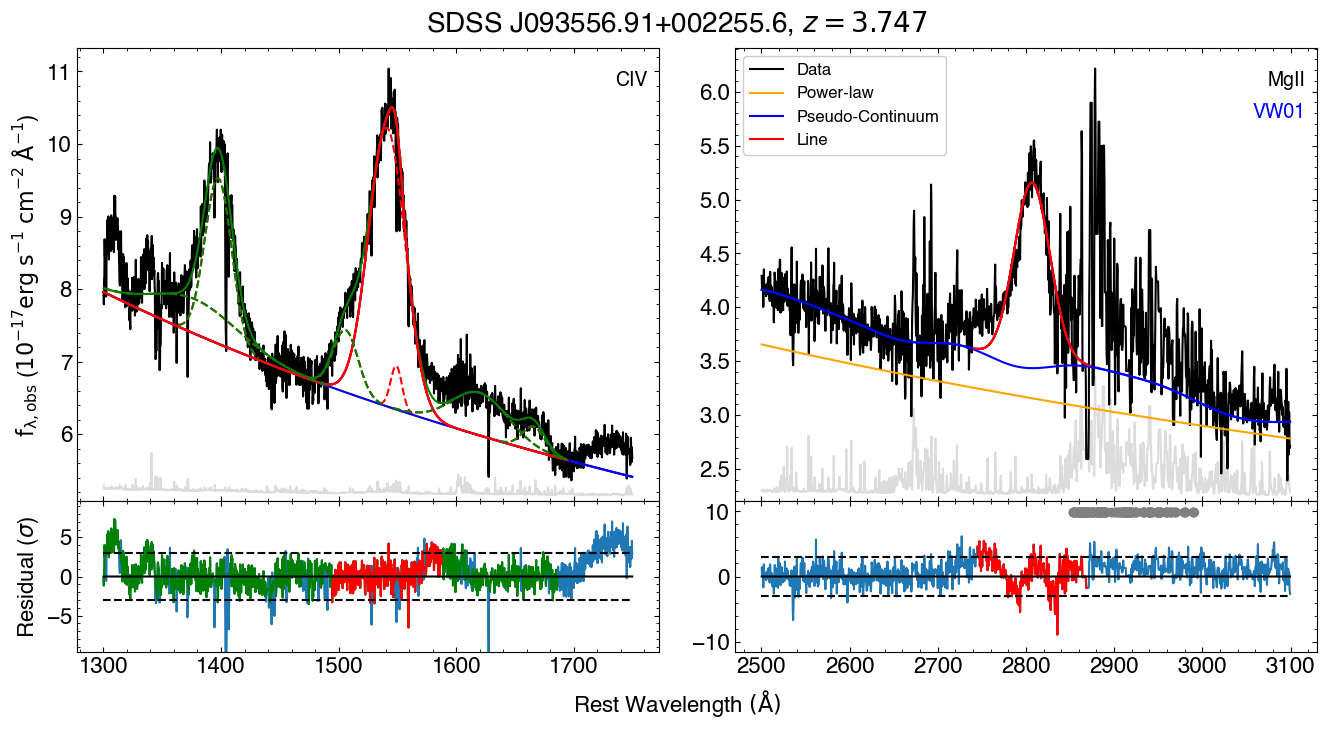 SDSS J093556.91+002255.6, z = 3.747
CIV
11
10
9
8
7
6
f_λ,obs (10⁻¹⁷erg s⁻¹ cm⁻² Å⁻¹)
Data
Power-law
Pseudo-Continuum
Line
MgII
VW01
6.0
5.5
5.0
4.5
4.0
3.5
3.0
2.5
Residual (σ)
5
0
−5
1300 1400 1500 1600 1700
10
0
−10
2500 2600 2700 2800 2900 3000 3100
Rest Wavelength (Å)